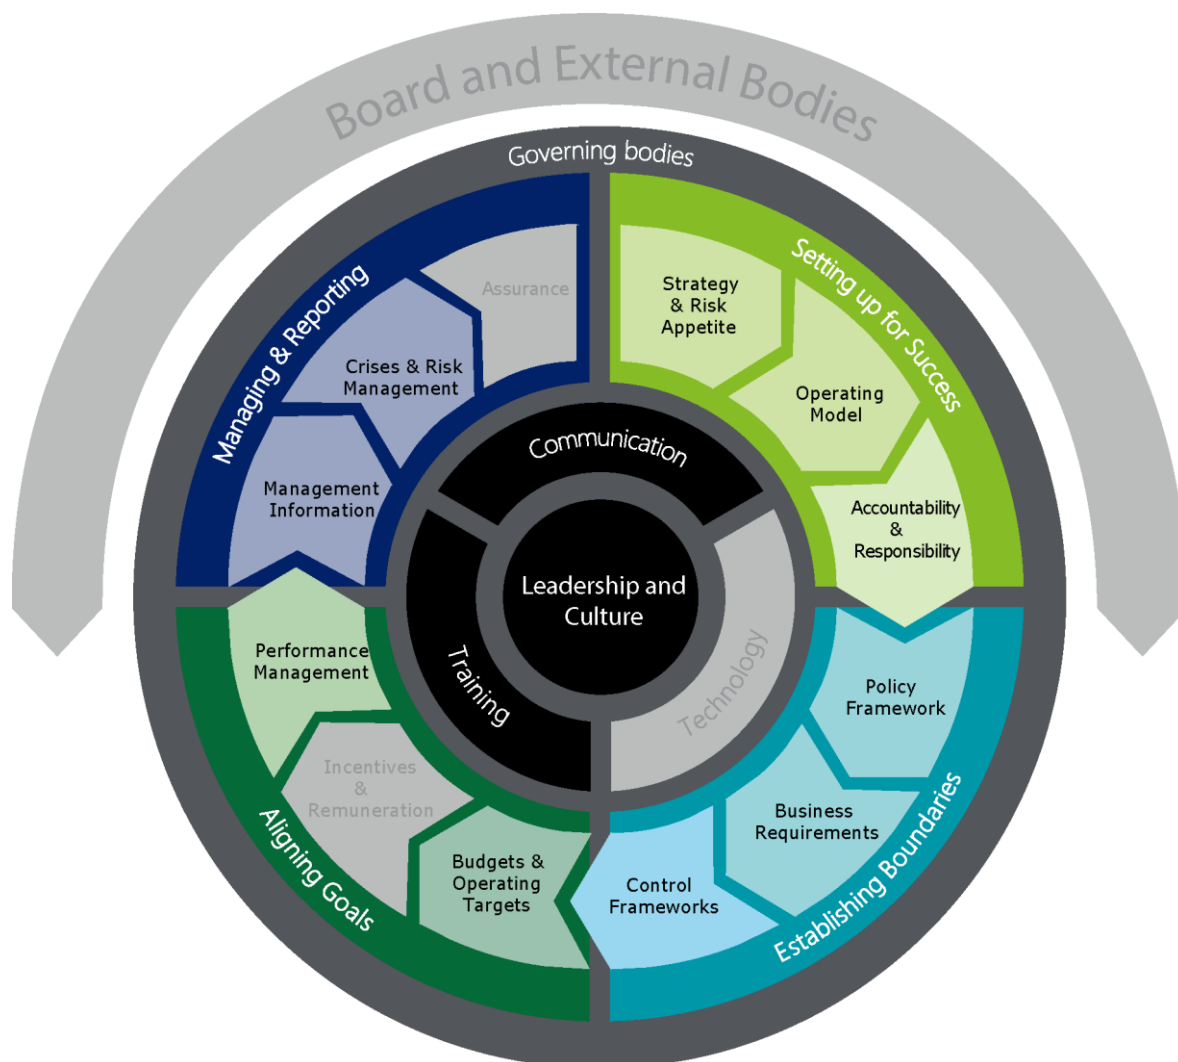 Board and External Bodies
Governing bodies
Setting up for Success
Strategy
& Risk
Appetite
Operating
Model
Accountability
&
Responsibility
Establishing Boundaries
Policy
Framework
Business
Requirements
Control
Frameworks
Aligning Goals
Budgets &
Operating
Targets
Incentives
&
Remuneration
Performance
Management
Managing & Reporting
Management
Information
Crises & Risk
Management
Assurance
Communication
Technology
Training
Leadership and
Culture